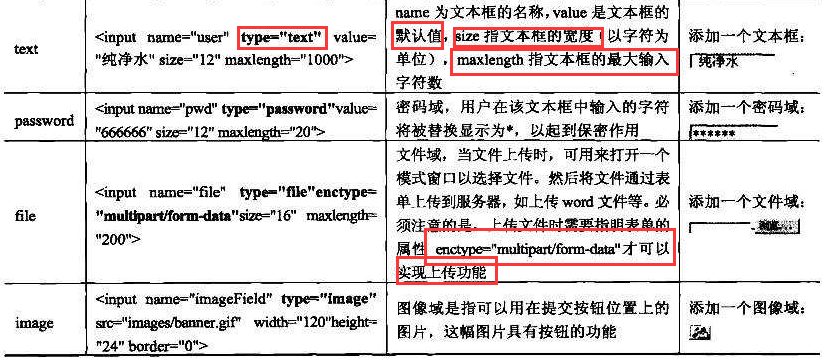 text
<input name="user" type="text" value=
"纯净水" size="12" maxlength="1000">
name 为文本框的名称，value 是文本框的
默认值，size 指文本框的宽度（以字符为
单位），maxlength 指文本框的最大输入
字符数
添加一个文本框：
纯净水
password
<input name="pwd" type="password"value=
"666666" size="12" maxlength="20">
密码域，用户在该文本框中输入的字符
将被替换显示为*，以起到保密作用
添加一个密码域：
******
file
<input name="file" type="file"enctype=
"multipart/form-data"size="16" maxlength=
"200">
文件域，当文件上传时，可用来打开一个
模式窗口以选择文件。然后将文件通过表
单上传到服务器，如上传 word 文件等。必
须注意的是，上传文件时需要指明表单的
属性 enctype="multipart/form-data"才可以
实现上传功能
添加一个文件域：
image
<input name="imageField" type="image"
src="images/banner.gif" width="120"height=
"24" border="0">
图像域是指可以用在提交按钮位置上的
图片，这幅图片具有按钮的功能
添加一个图像域：